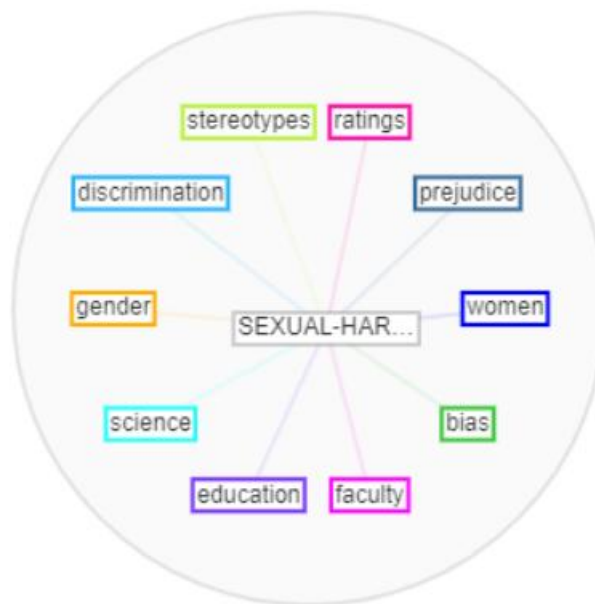 stereotypes ratings
discrimination prejudice
gender women
SEXUAL-HAR...
science bias
education faculty